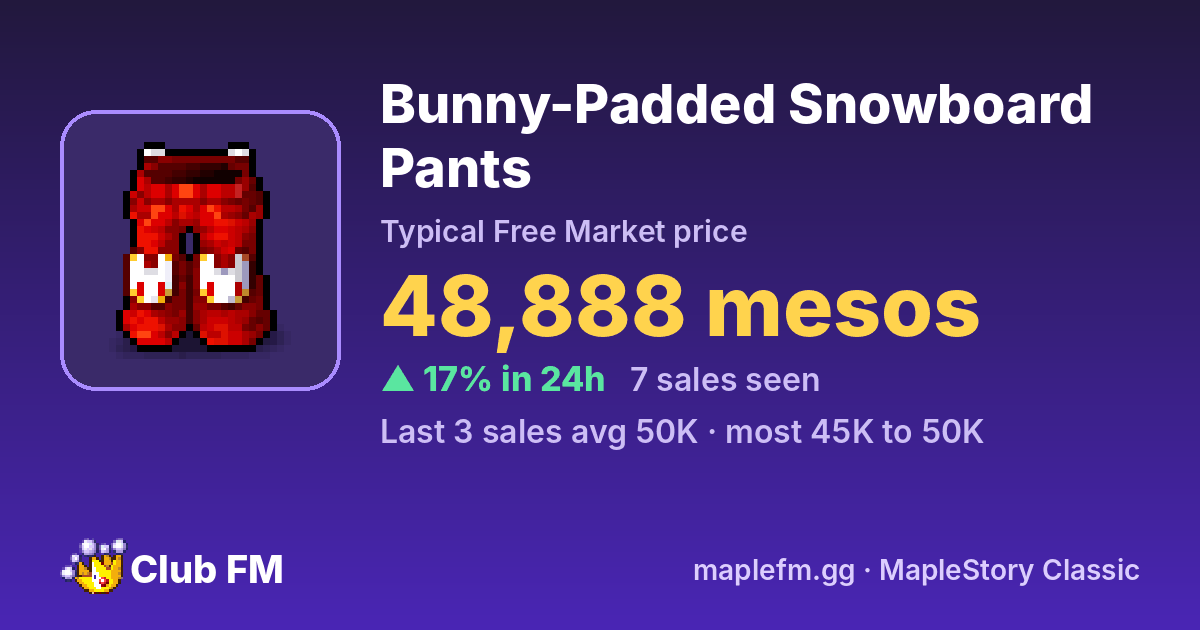 Bunny-Padded Snowboard
Pants
Typical Free Market price
48,888 mesos
▲ 17% in 24h 7 sales seen
Last 3 sales avg 50K · most 45K to 50K
Club FM
maplefm.gg · MapleStory Classic